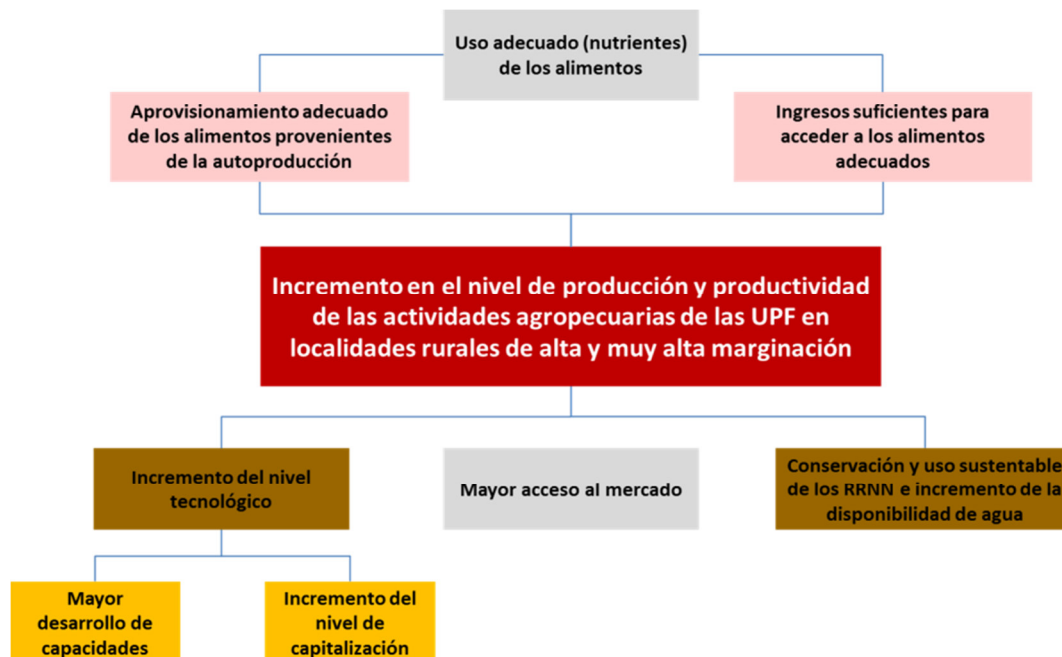 Uso adecuado (nutrientes)
de los alimentos
Aprovisionamiento adecuado
de los alimentos provenientes
de la autoproducción
Ingresos suficientes para
acceder a los alimentos
adecuados
Incremento en el nivel de producción y productividad
de las actividades agropecuarias de las UPF en
localidades rurales de alta y muy alta marginación
Incremento del nivel
tecnológico
Mayor acceso al mercado
Conservación y uso sustentable
de los RRNN e incremento de la
disponibilidad de agua
Mayor
desarrollo de
capacidades
Incremento del
nivel de
capitalización